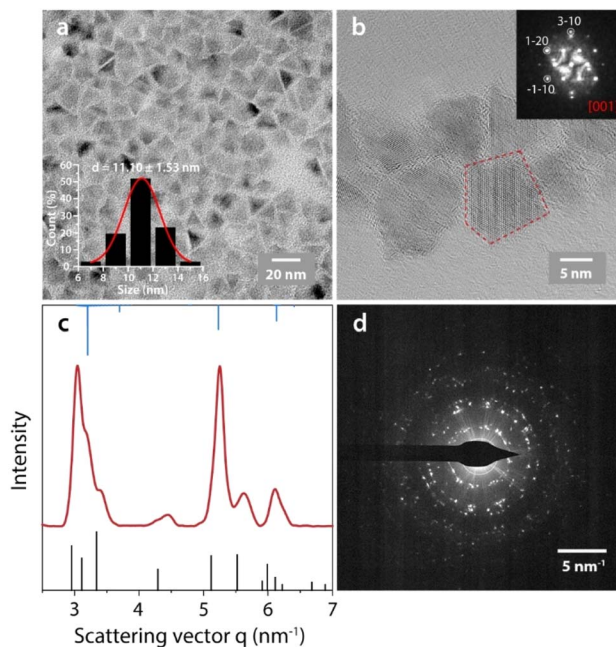 a
d = 11.10 ± 1.53 nm
60
50
40
30
20
10
0
Count (%)
6 8 10 12 14 16
Size (nm)
20 nm
b
3-10
1-20
-1-10
[001]
5 nm
c
Intensity
3 4 5 6 7
Scattering vector q (nm⁻¹)
d
5 nm⁻¹